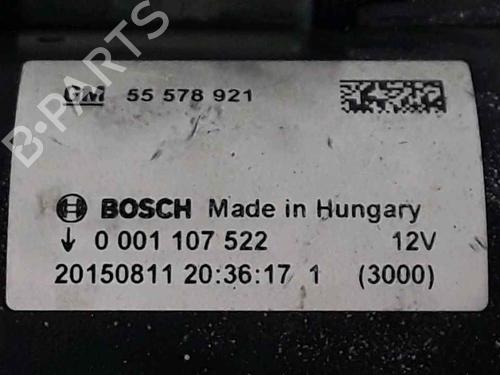 B-PARTS
GM 55 578 921
BOSCH Made in Hungary
0 001 107 522 12V
20150811 20:36:17 1 (3000)